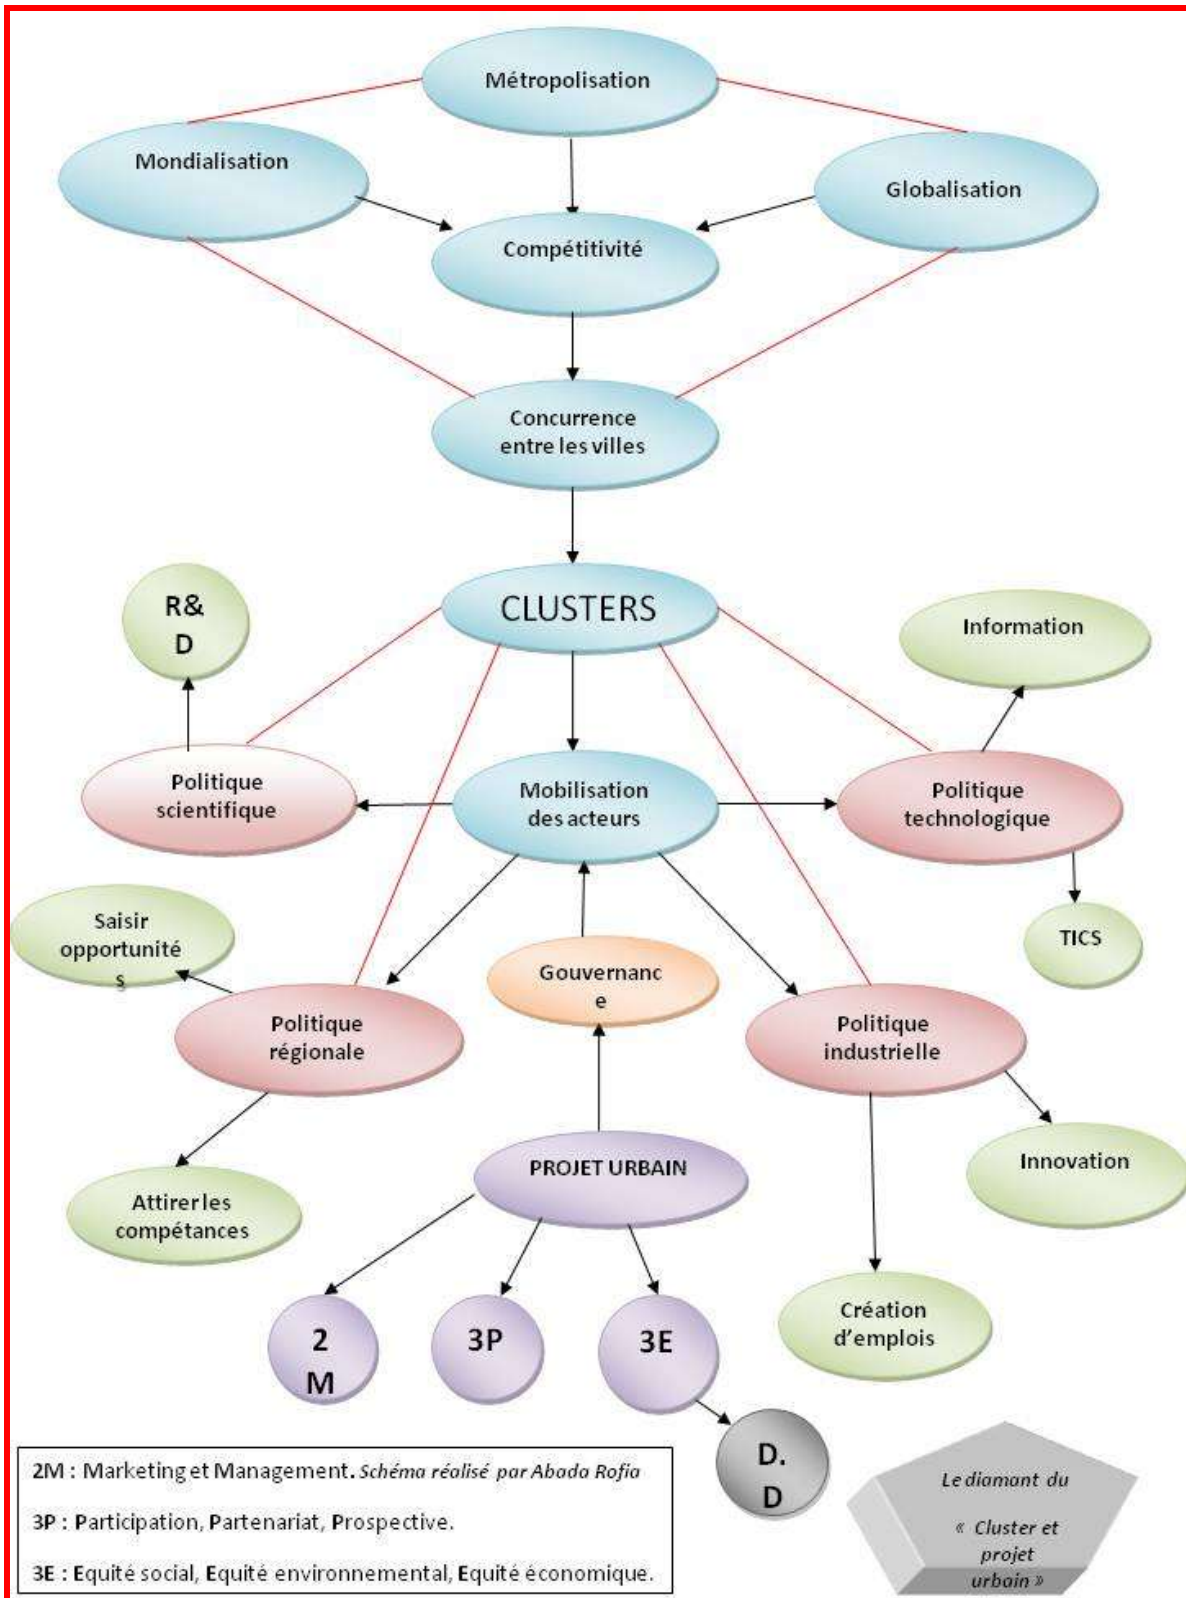 Métropolisation
Mondialisation
Globalisation
Compétitivité
Concurrence
entre les villes
CLUSTERS
R&
D
Information
Politique
scientifique
Mobilisation
des acteurs
Politique
technologique
Saisir
opportunité
s
TICS
Gouvernanc
e
Politique
régionale
Politique
industrielle
PROJET URBAIN
Innovation
Attirer les
compétances
Création
d’emplois
2
M
3P
3E
D.
D
2M : Marketing et Management. Schéma réalisé par Abada Rofia
3P : Participation, Partenariat, Prospective.
3E : Equité social, Equité environnemental, Equité économique.
Le diamant du
« Cluster et
projet
urbain »